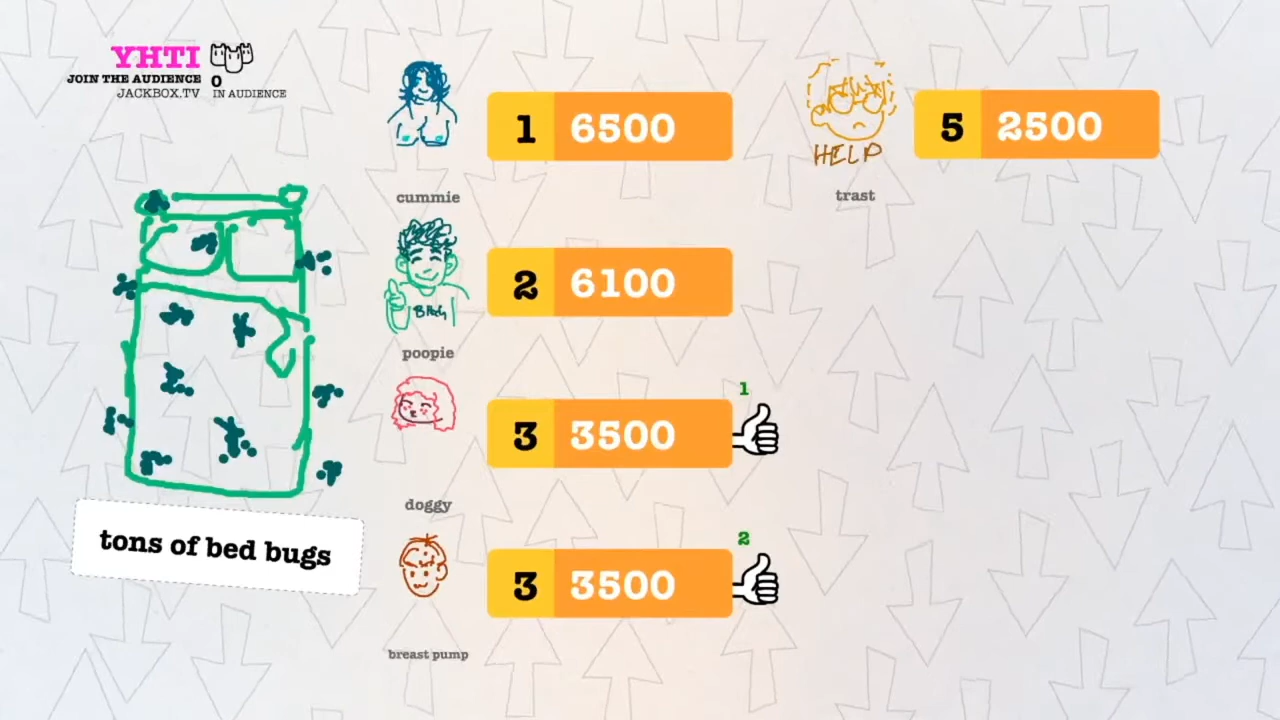 YHTI
JOIN THE AUDIENCE
JACKBOX.TV
0
IN AUDIENCE
tons of bed bugs
cummie
1 6500
BitcH
poopie
2 6100
doggy
3 3500
1
breast pump
3 3500
2
HELP
trast
5 2500